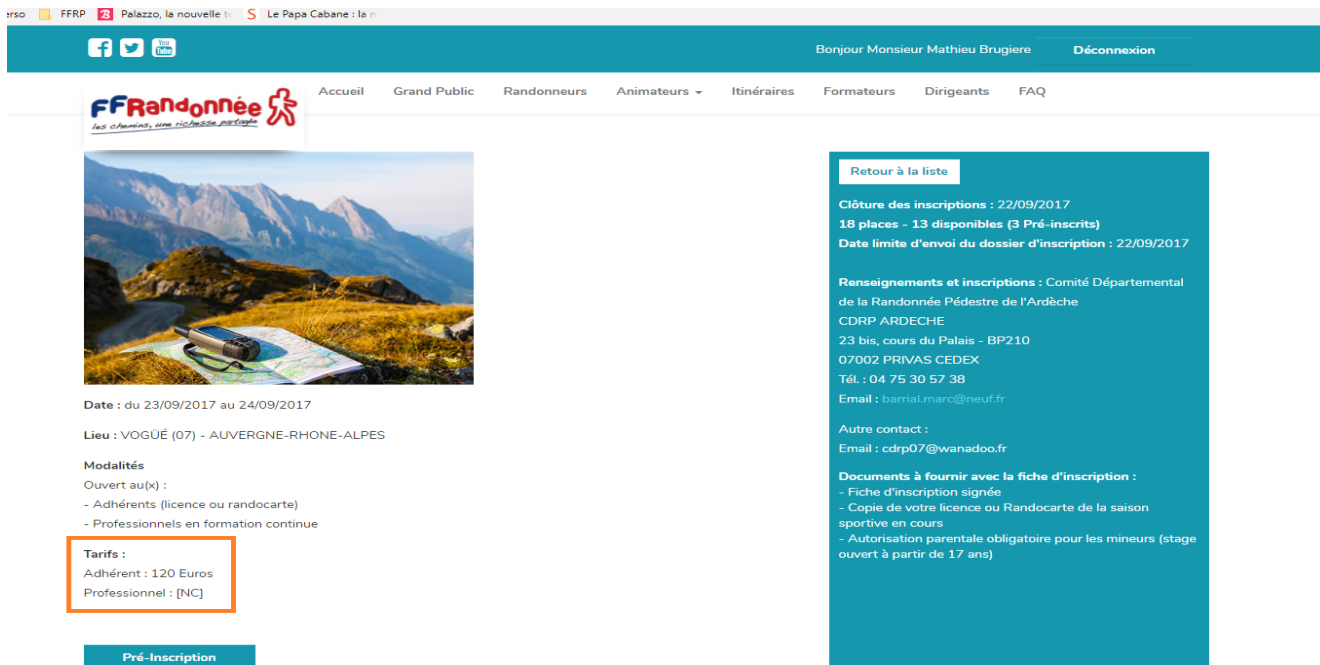 erso FFRP Palazzo, la nouvelle t Le Papa Cabane : la n
Bonjour Monsieur Mathieu Brugiere Déconnexion
FFRandonnée
les chemins, une richesse partagée
Accueil Grand Public Randonneurs Animateurs Itinéraires Formateurs Dirigeants FAQ
Date : du 23/09/2017 au 24/09/2017
Lieu : VOGÜÉ (07) - AUVERGNE-RHONE-ALPES
Modalités
Ouvert au(x) :
- Adhérents (licence ou randocarte)
- Professionnels en formation continue
Tarifs :
Adhérent : 120 Euros
Professionnel : [NC]
Pré-Inscription
Retour à la liste
Clôture des inscriptions : 22/09/2017
18 places - 13 disponibles (3 Pré-inscrits)
Date limite d'envoi du dossier d'inscription : 22/09/2017
Renseignements et inscriptions : Comité Départemental
de la Randonnée Pédestre de l'Ardèche
CDRP ARDECHE
23 bis, cours du Palais - BP210
07002 PRIVAS CEDEX
Tél. : 04 75 30 57 38
Email : barrial.marc@neuf.fr
Autre contact :
Email : cdrp07@wanadoo.fr
Documents à fournir avec la fiche d'inscription :
- Fiche d'inscription signée
- Copie de votre licence ou Randocarte de la saison
sportive en cours
- Autorisation parentale obligatoire pour les mineurs (stage
ouvert à partir de 17 ans)